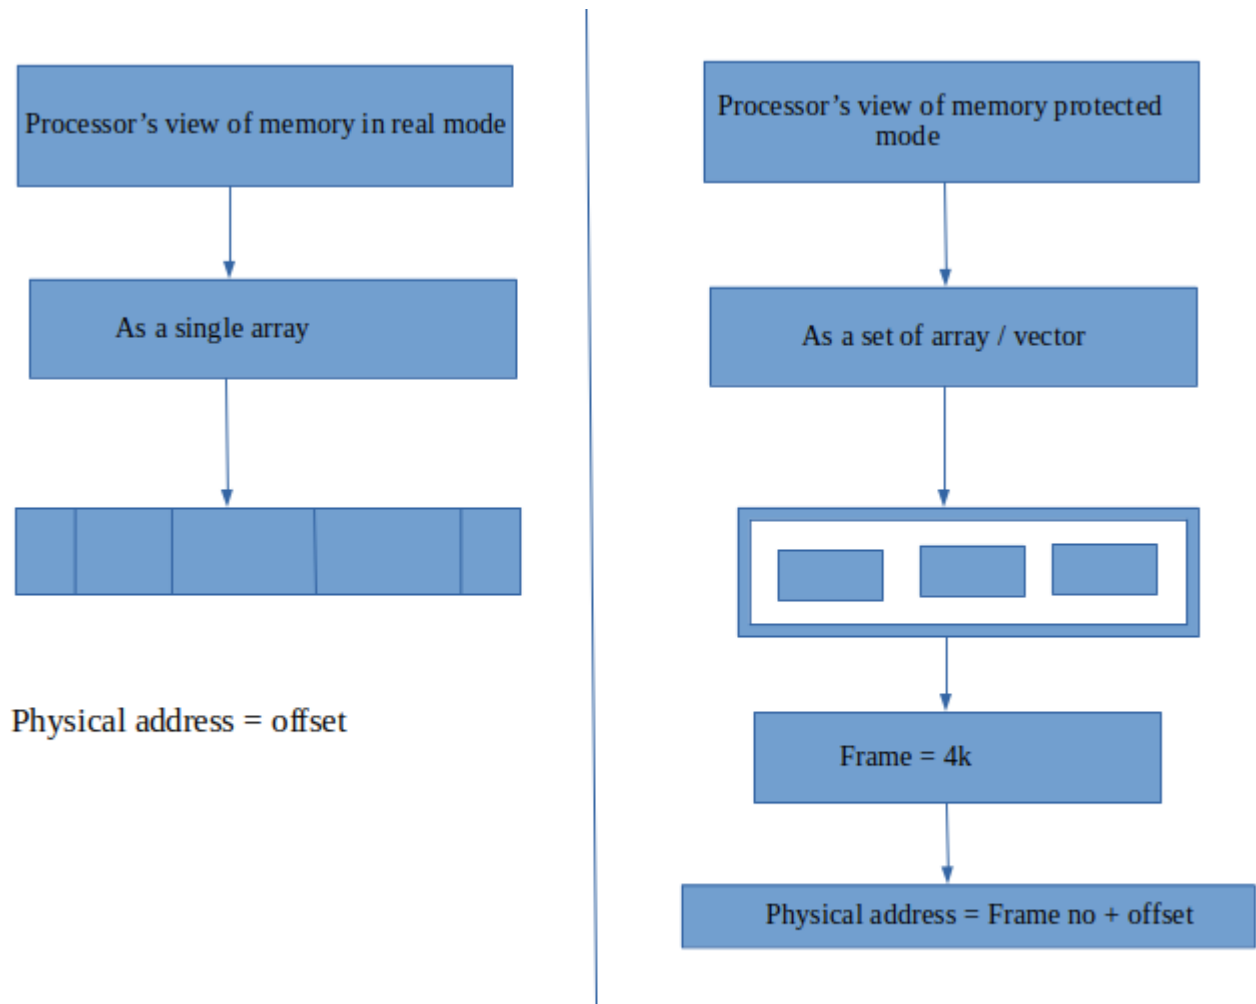 Processor’s view of memory in real mode
As a single array
Physical address = offset
Processor’s view of memory protected
mode
As a set of array / vector
Frame = 4k
Physical address = Frame no + offset